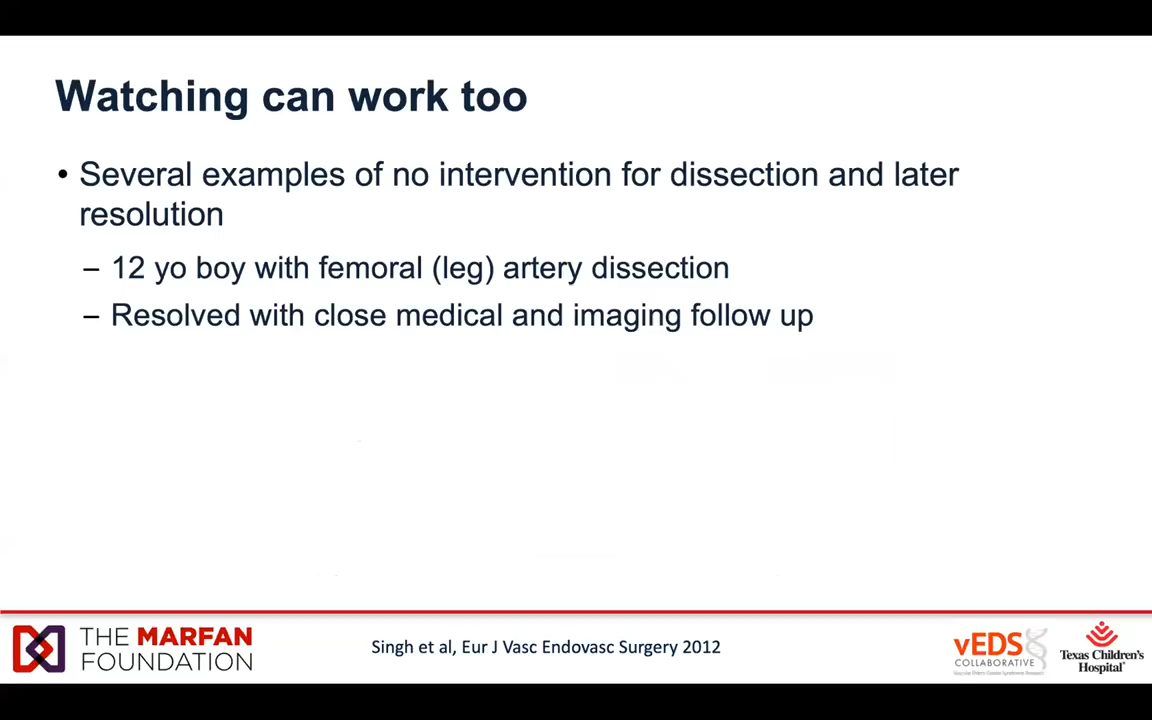 Watching can work too
• Several examples of no intervention for dissection and later
resolution
– 12 yo boy with femoral (leg) artery dissection
– Resolved with close medical and imaging follow up
THE MARFAN
FOUNDATION
Singh et al, Eur J Vasc Endovasc Surgery 2012
vEDS
COLLABORATIVE
Texas Children's
Hospital